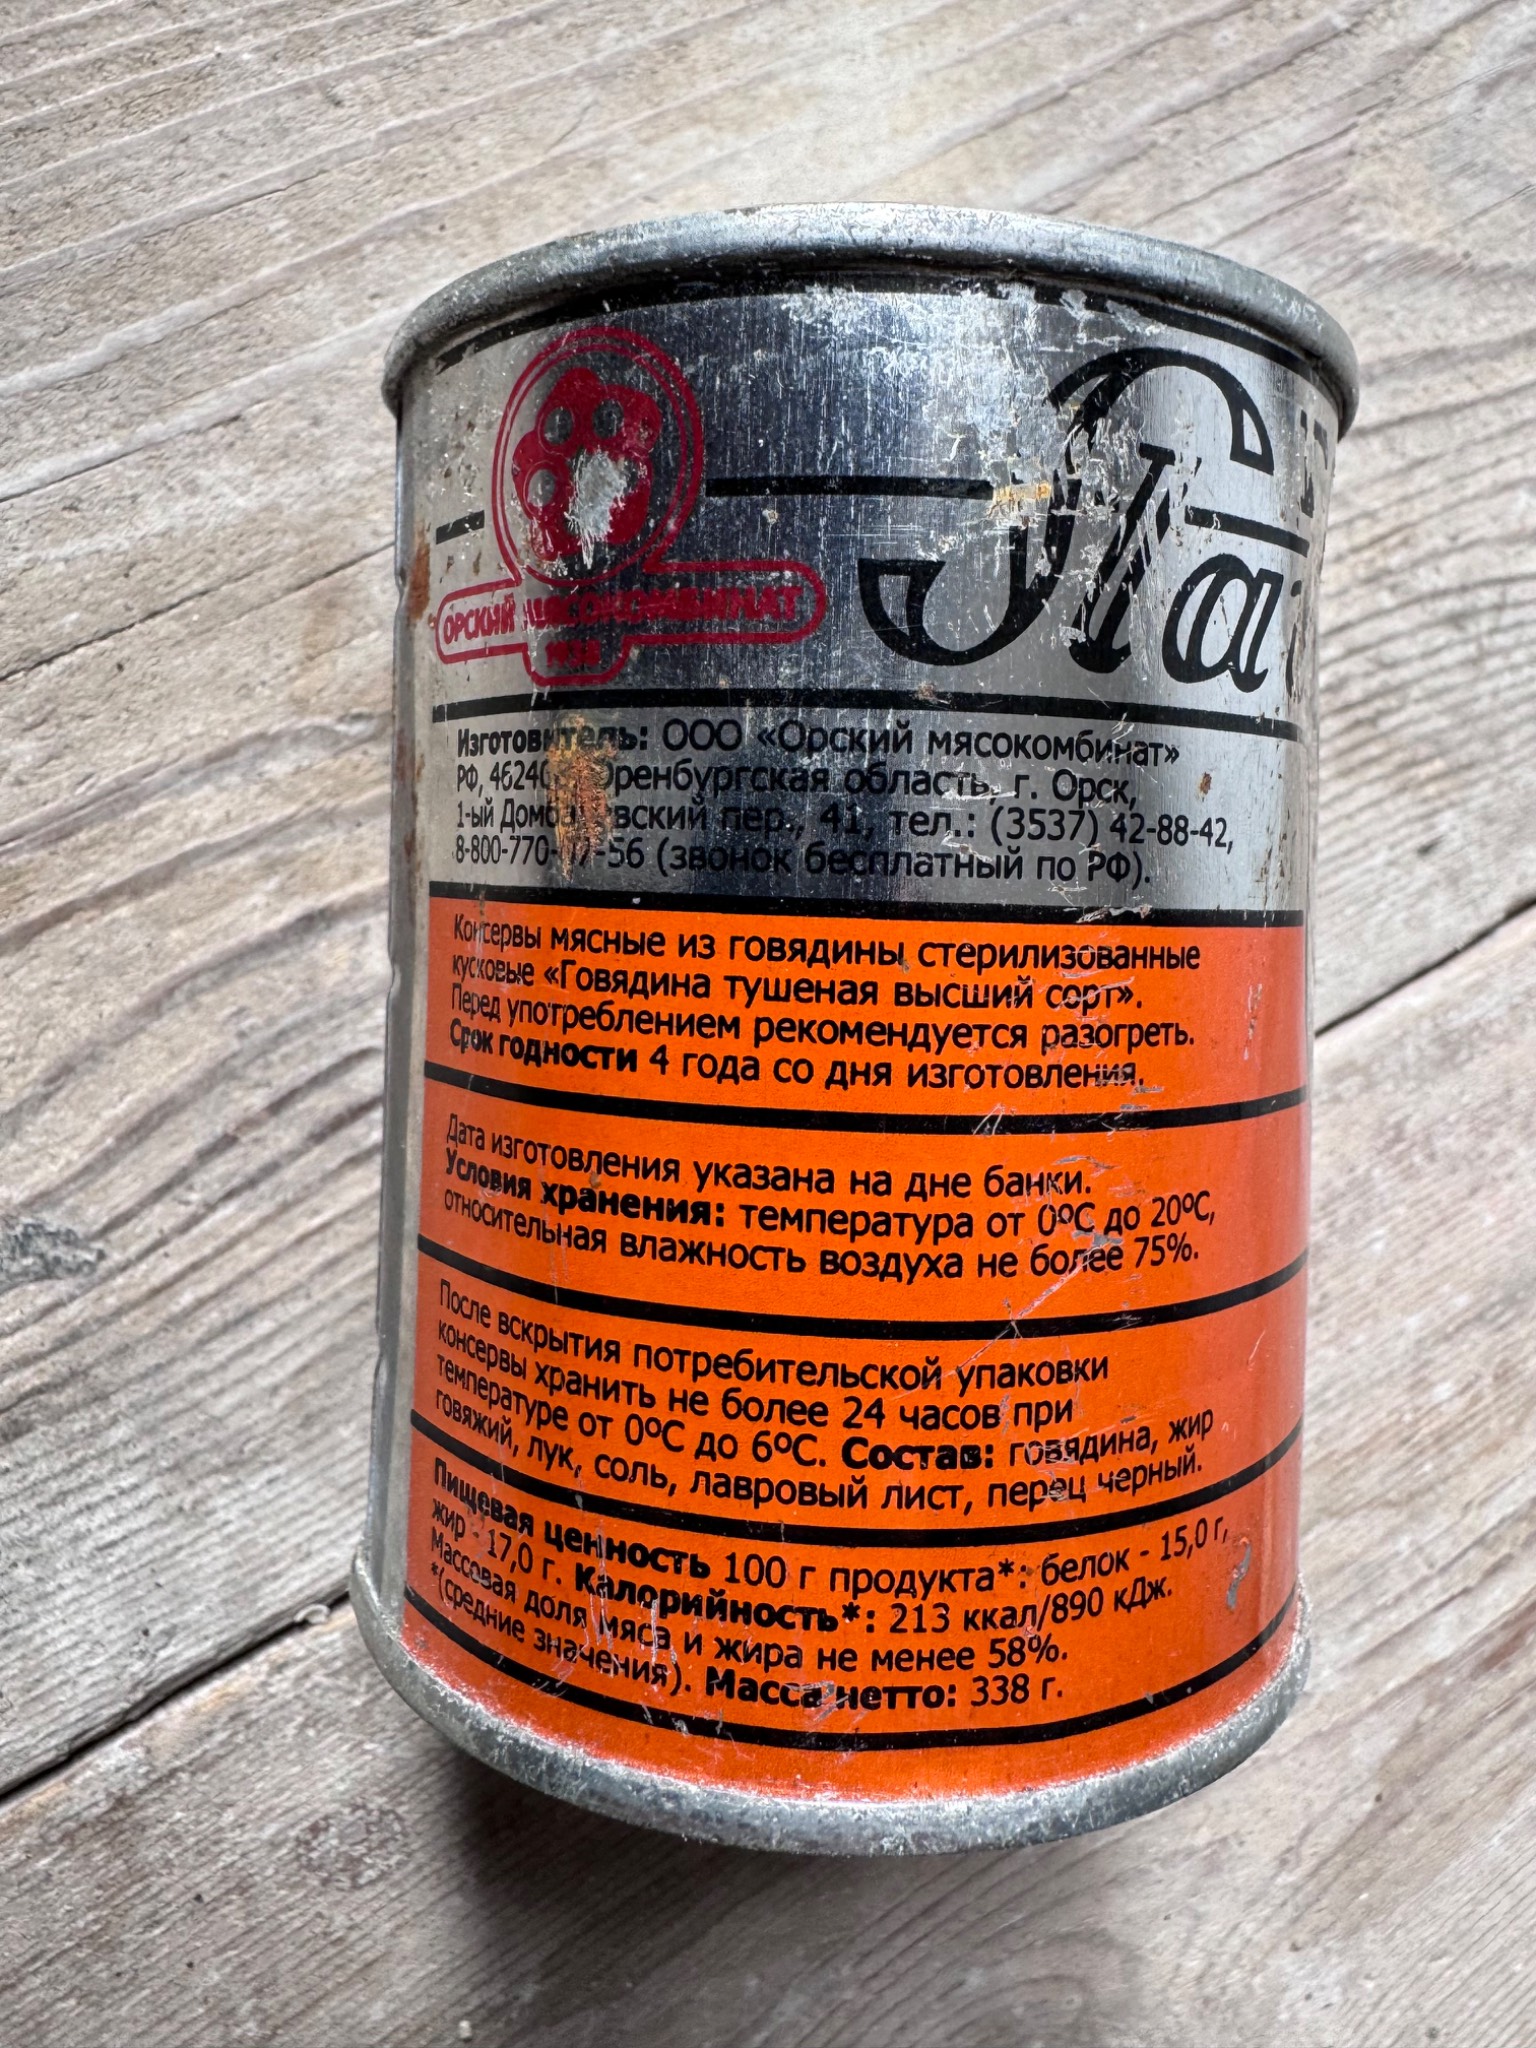 ОРСКИЙ МЯСОКОМБИНАТ
Изготовитель: ООО «Орский мясокомбинат»
РФ, Оренбургская область, г. Орск,
1-ый пер., 41, тел.: (3537) 42-88-42,
(звонок бесплатный по РФ).
Консервы мясные из говядины стерилизованные
кусковые «Говядина тушеная высший сорт».
Перед употреблением рекомендуется разогреть.
Срок годности 4 года со дня изготовления.
Дата изготовления указана на дне банки.
Условия хранения: температура от 0ºС до 20ºС,
относительная влажность воздуха не более 75%.
После вскрытия потребительской упаковки
консервы хранить не более 24 часов при
температуре от 0ºС до 6ºС. Состав: говядина, жир
говяжий, лук, соль, лавровый лист, перец черный.
Пищевая ценность 100 г продукта*: белок - 15,0 г,
жир - 17,0 г. Калорийность*: 213 ккал/890 кДж.
Массовая доля мяса и жира не менее 58%.
*(средние значения). Масса нетто: 338 г.